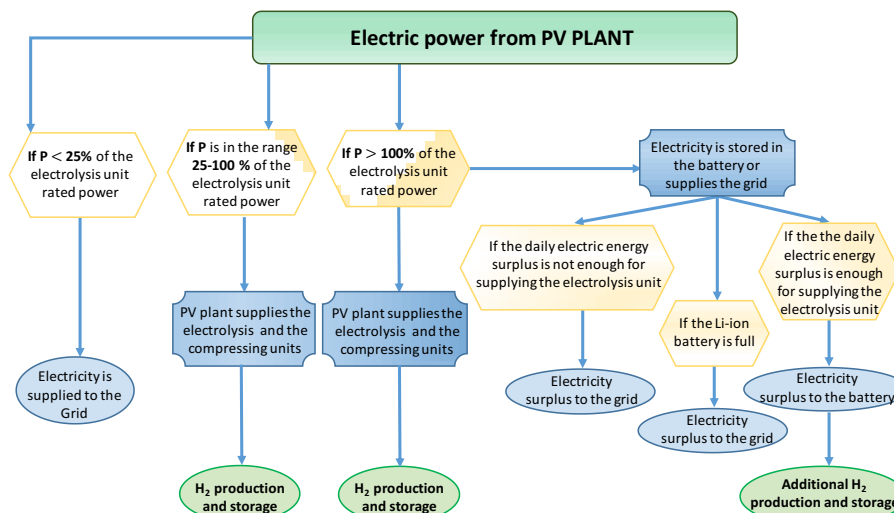 Electric power from PV PLANT
If P < 25% of the
electrolysis unit
rated power
If P is in the range
25-100 % of the
electrolysis unit
rated power
If P > 100% of the
electrolysis unit
rated power
Electricity is stored in
the battery or
supplies the grid
If the daily electric energy
surplus is not enough for
supplying the electrolysis unit
If the Li-ion
battery is full
If the the daily
electric energy
surplus is enough
for supplying the
electrolysis unit
PV plant supplies the
electrolysis and the
compressing units
PV plant supplies the
electrolysis and the
compressing units
Electricity is
supplied to the
Grid
Electricity
surplus to the grid
Electricity
surplus to the grid
Electricity
surplus to the battery
H₂ production
and storage
H₂ production
and storage
Additional H₂
production and storage